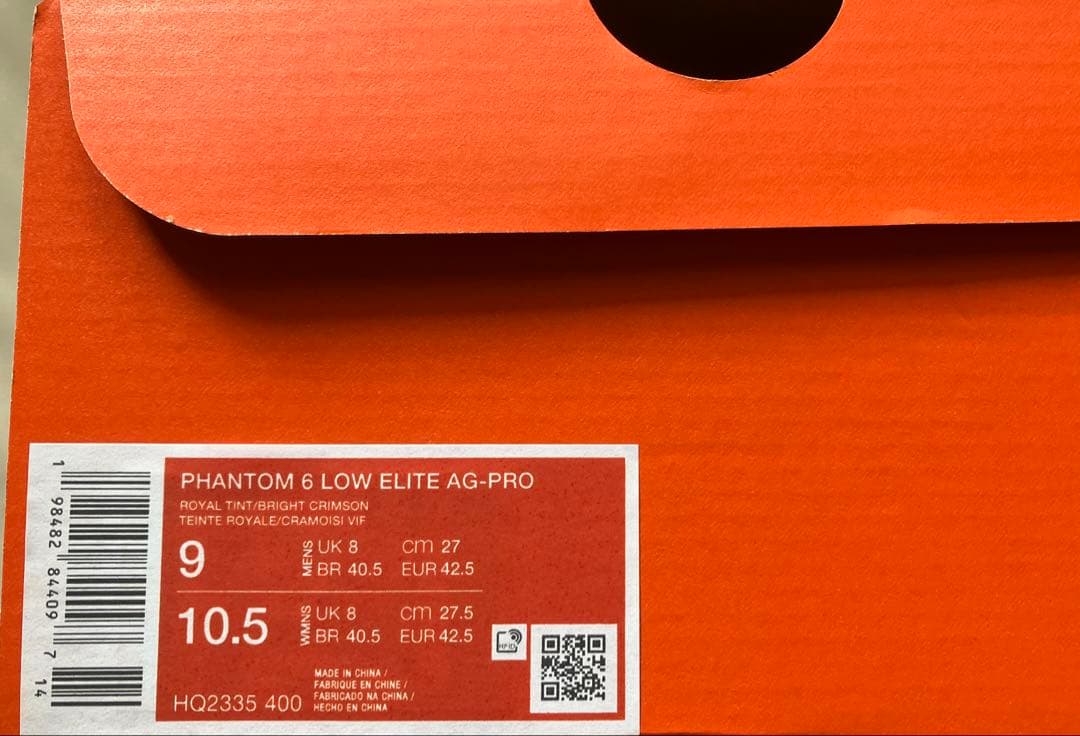 PHANTOM 6 LOW ELITE AG-PRO
ROYAL TINT/BRIGHT CRIMSON
TEINTE ROYALE/CRAMOISI VIF
9 MENS UK 8 cm 27
BR 40.5 EUR 42.5
10.5 WMNS UK 8 cm 27.5
BR 40.5 EUR 42.5
MADE IN CHINA /
FABRIQUE EN CHINE /
FABRICADO NA CHINA /
HECHO EN CHINA
HQ2335 400
RFID
1 98482 84409 7 14